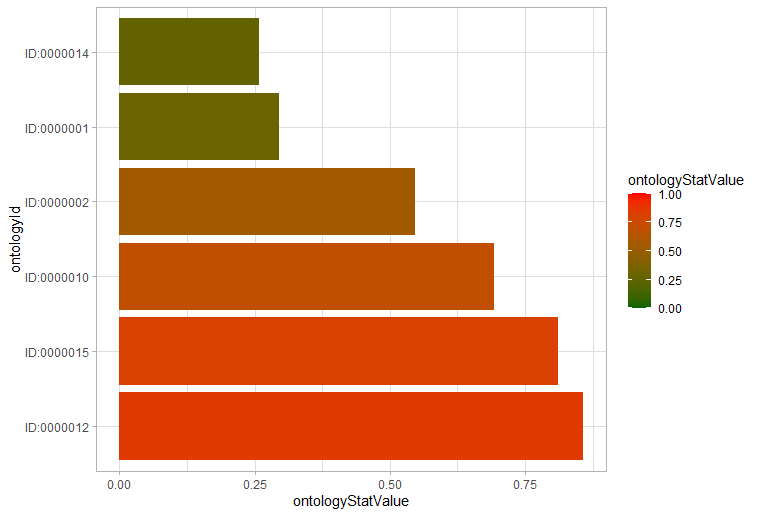 ID:0000014
ID:0000001
ID:0000002
ID:0000010
ID:0000015
ID:0000012
ontologyId
0.00 0.25 0.50 0.75
ontologyStatValue
ontologyStatValue
1.00
0.75
0.50
0.25
0.00